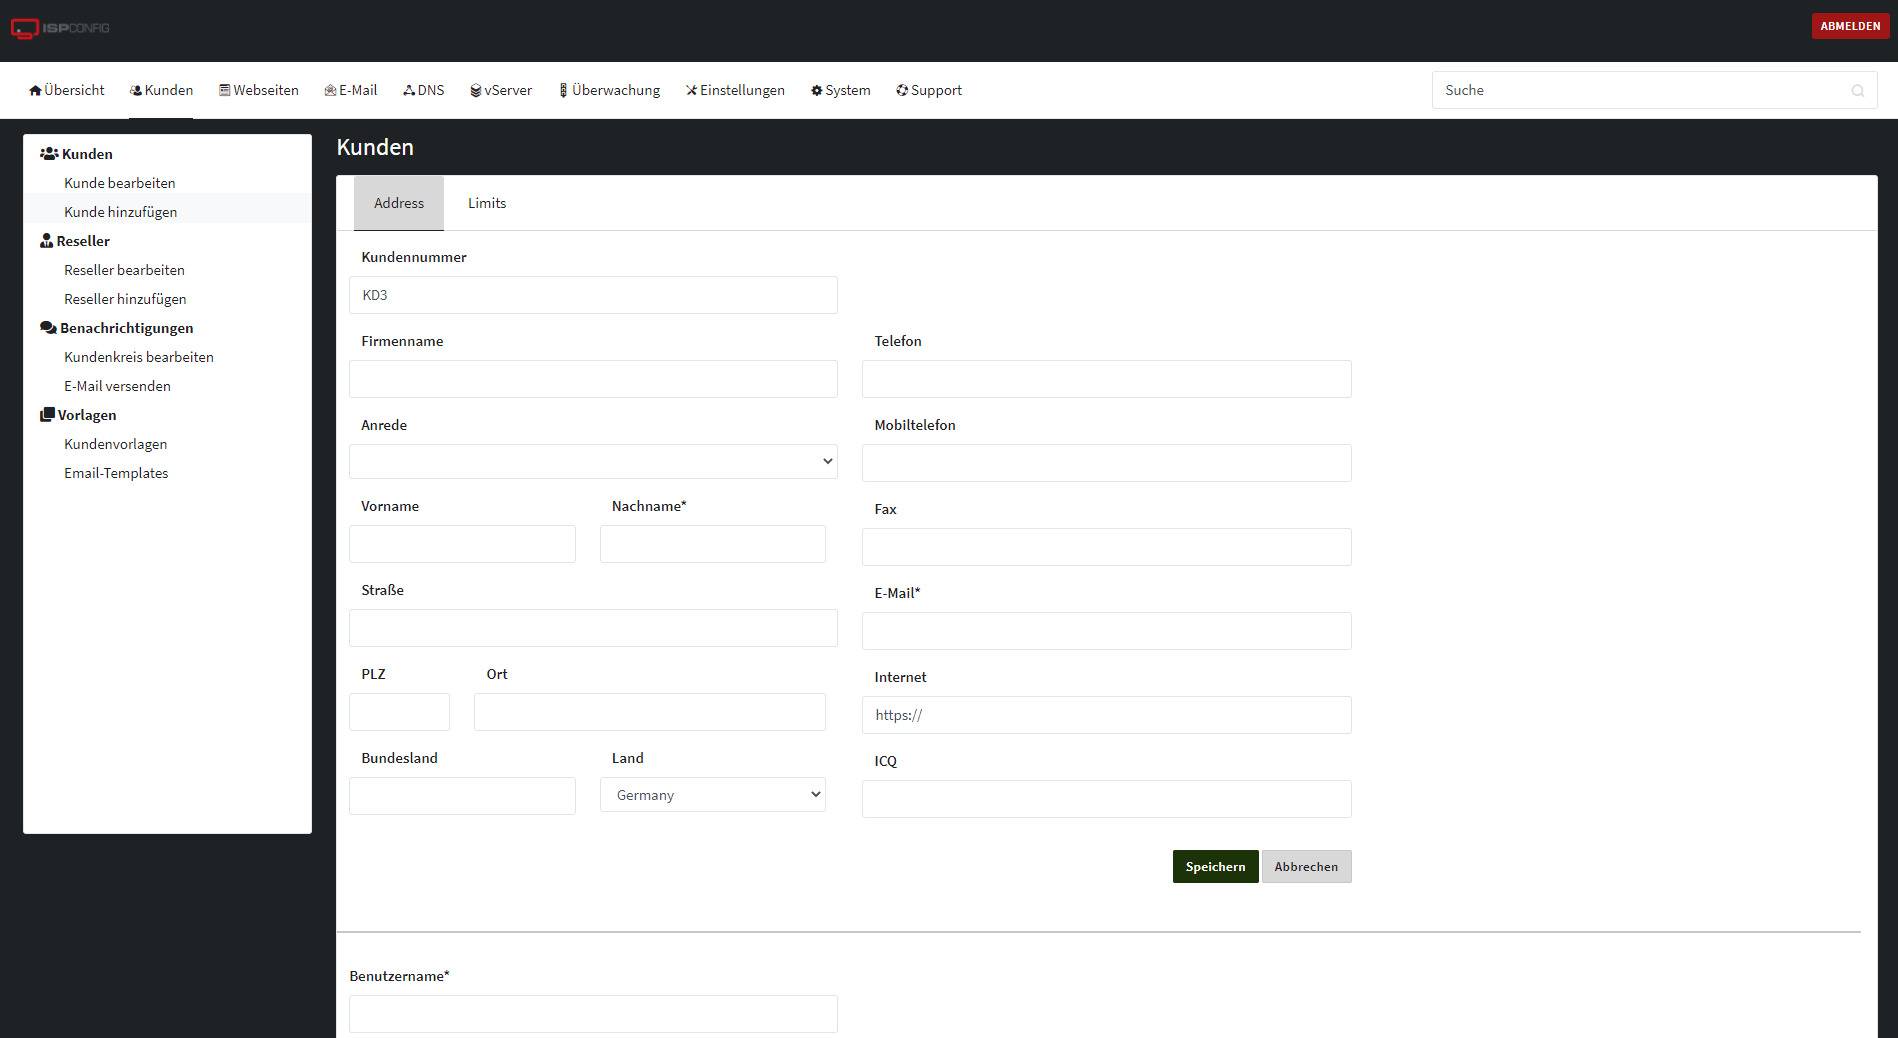 ISPCONFIG
ABMELDEN
Übersicht Kunden Webseiten E-Mail DNS vServer Überwachung Einstellungen System Support Suche
Kunden
Kunde bearbeiten
Kunde hinzufügen
Reseller
Reseller bearbeiten
Reseller hinzufügen
Benachrichtigungen
Kundenkreis bearbeiten
E-Mail versenden
Vorlagen
Kundenvorlagen
Email-Templates
Kunden
Address Limits
Kundennummer
KD3
Firmenname
Anrede
Vorname Nachname*
Straße
PLZ Ort
Bundesland Land
Germany
Telefon
Mobiltelefon
Fax
E-Mail*
Internet
https://
ICQ
Speichern Abbrechen
Benutzername*